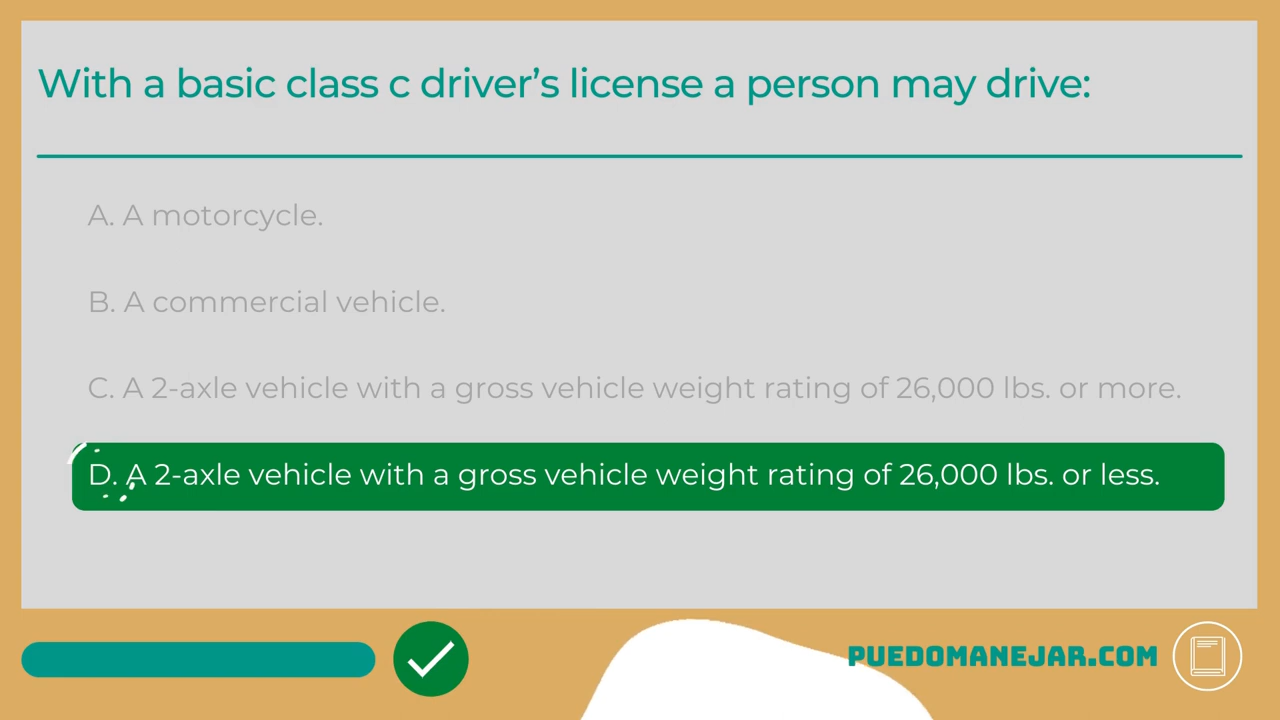 With a basic class c driver’s license a person may drive:
A. A motorcycle.
B. A commercial vehicle.
C. A 2-axle vehicle with a gross vehicle weight rating of 26,000 lbs. or more.
D. A 2-axle vehicle with a gross vehicle weight rating of 26,000 lbs. or less.
PUEDOMANEJAR.COM